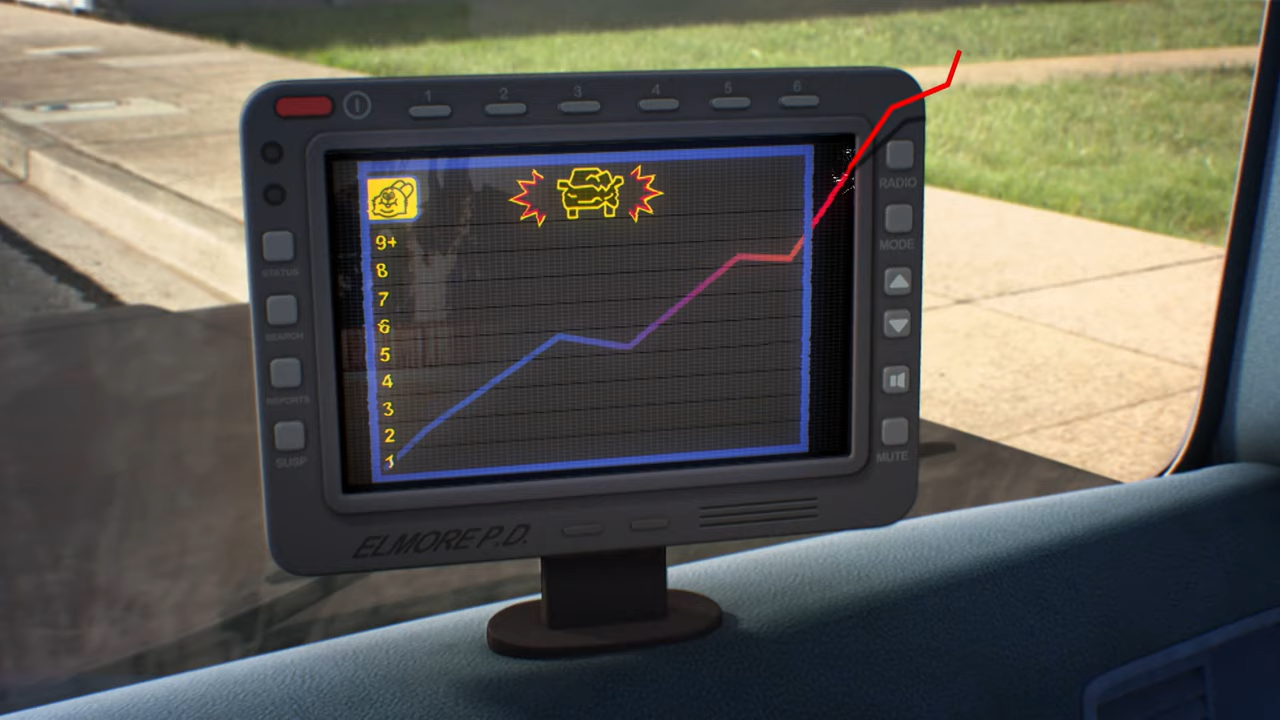 1 2 3 4 5 6
RADIO
MODE
MUTE
STATUS
SEARCH
REPORTS
SUSP
9+
8
7
6
5
4
3
2
1
ELMORE P.D.